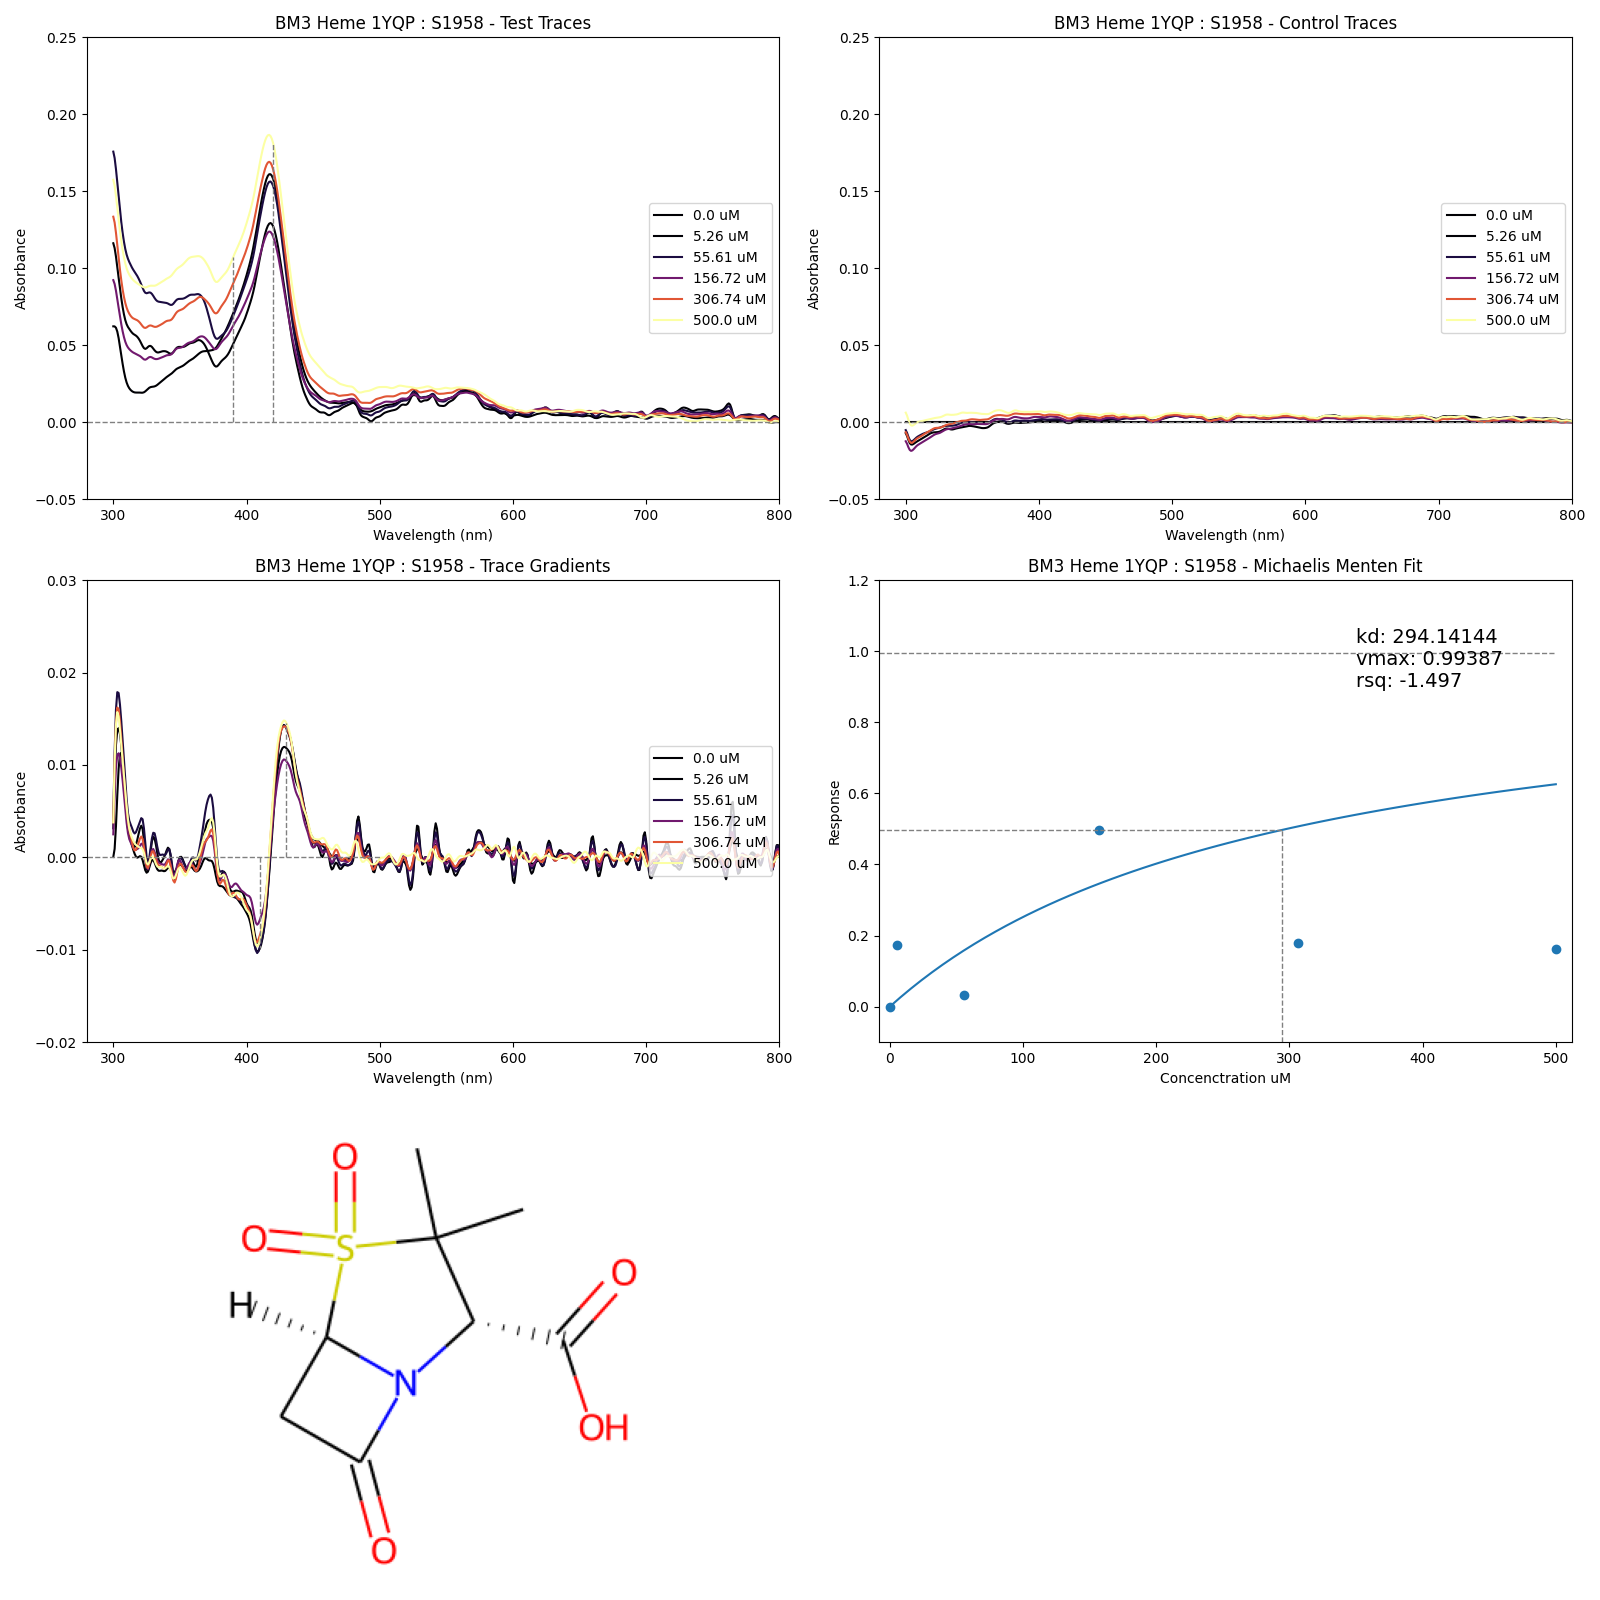 BM3 Heme 1YQP : S1958 - Test Traces
0.25
0.20
0.15
0.10
0.05
0.00
−0.05
Absorbance
300
400
500
600
700
800
Wavelength (nm)
0.0 uM
5.26 uM
55.61 uM
156.72 uM
306.74 uM
500.0 uM
BM3 Heme 1YQP : S1958 - Control Traces
0.25
0.20
0.15
0.10
0.05
0.00
−0.05
Absorbance
300
400
500
600
700
800
Wavelength (nm)
0.0 uM
5.26 uM
55.61 uM
156.72 uM
306.74 uM
500.0 uM
BM3 Heme 1YQP : S1958 - Trace Gradients
0.03
0.02
0.01
0.00
−0.01
−0.02
Absorbance
300
400
500
600
700
800
Wavelength (nm)
0.0 uM
5.26 uM
55.61 uM
156.72 uM
306.74 uM
500.0 uM
BM3 Heme 1YQP : S1958 - Michaelis Menten Fit
1.2
1.0
0.8
0.6
0.4
0.2
0.0
Response
kd: 294.14144
vmax: 0.99387
rsq: -1.497
0
100
200
300
400
500
Concenctration uM
O
O
S
H
O
N
OH
O